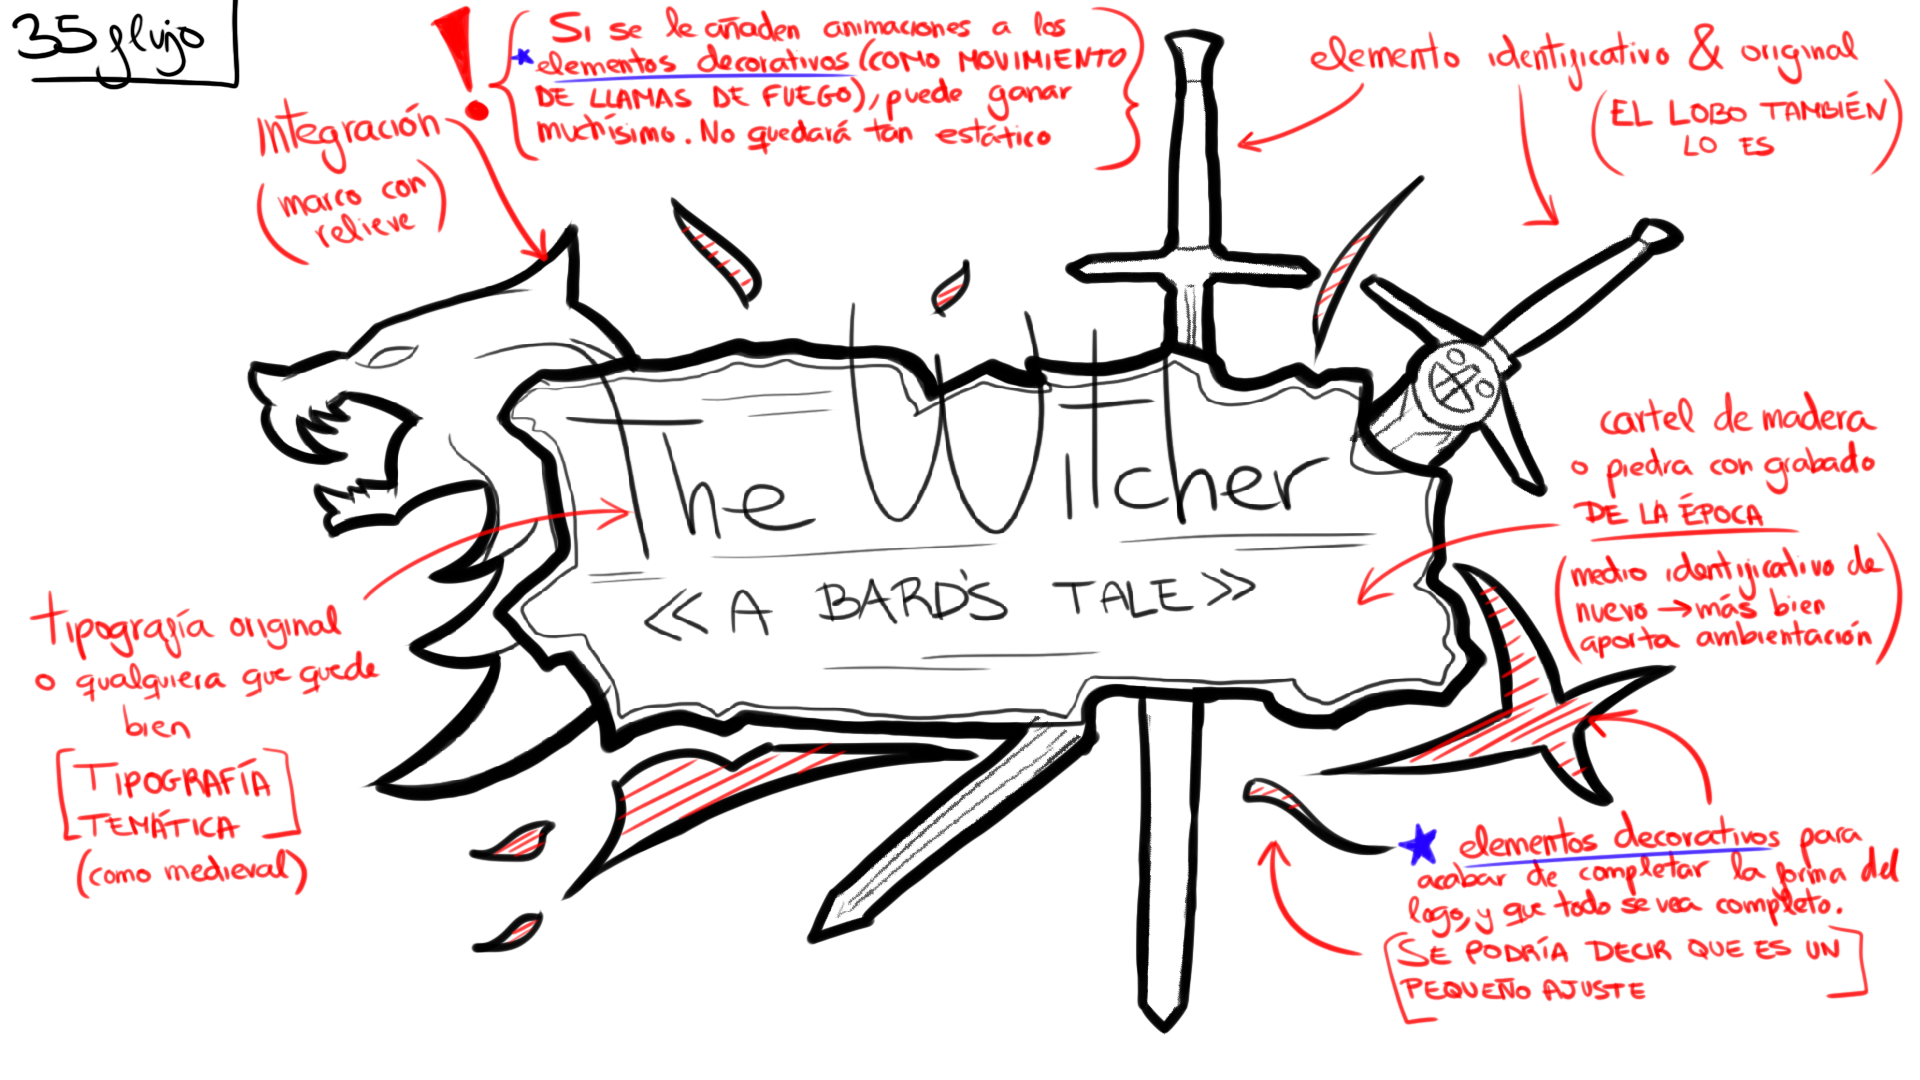 35 flujo
Si se le añaden animaciones a los
elementos decorativos (COMO MOVIMIENTO
DE LLAMAS DE FUEGO), puede ganar
muchísimo. No quedará tan estático
elemento identificativo & original
(EL LOBO TAMBIÉN
LO ES)
Integración
(marco con
relieve)
The Witcher
<<A BARD'S TALE>>
cartel de madera
o piedra con grabado
DE LA ÉPOCA
(medio identificativo de
nuevo → más bien
aporta ambientación)
Tipografía original
o qualquiera que quede
bien
[TIPOGRAFÍA
TEMÁTICA]
(como medieval)
elementos decorativos para
acabar de completar la forma del
logo, y que todo se vea completo.
[SE PODRÍA DECIR QUE ES UN
PEQUEÑO AJUSTE]